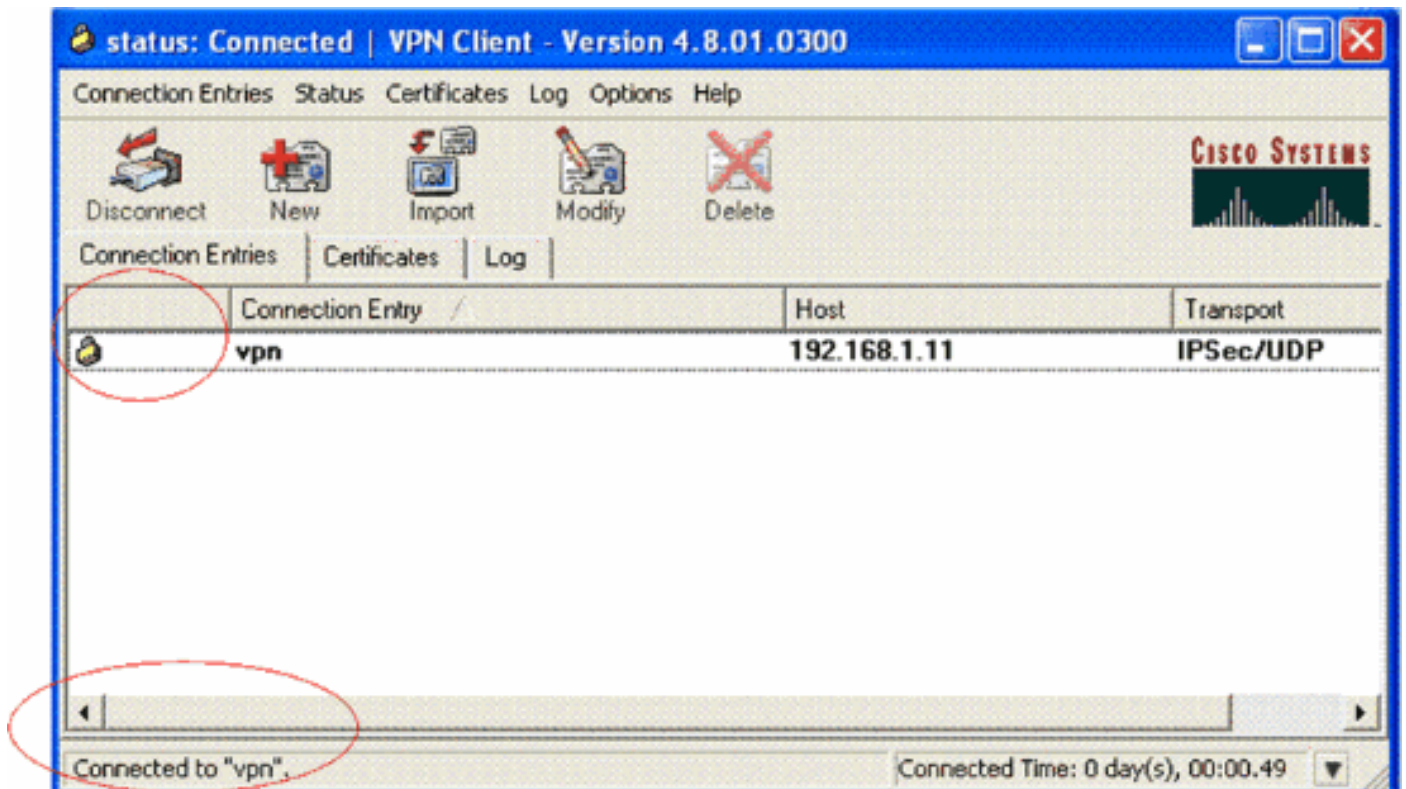 status: Connected | VPN Client - Version 4.8.01.0300
Connection Entries Status Certificates Log Options Help
Disconnect New Import Modify Delete
CISCO SYSTEMS
Connection Entries Certificates Log
Connection Entry Host Transport
vpn 192.168.1.11 IPSec/UDP
Connected to "vpn". Connected Time: 0 day(s), 00:00.49